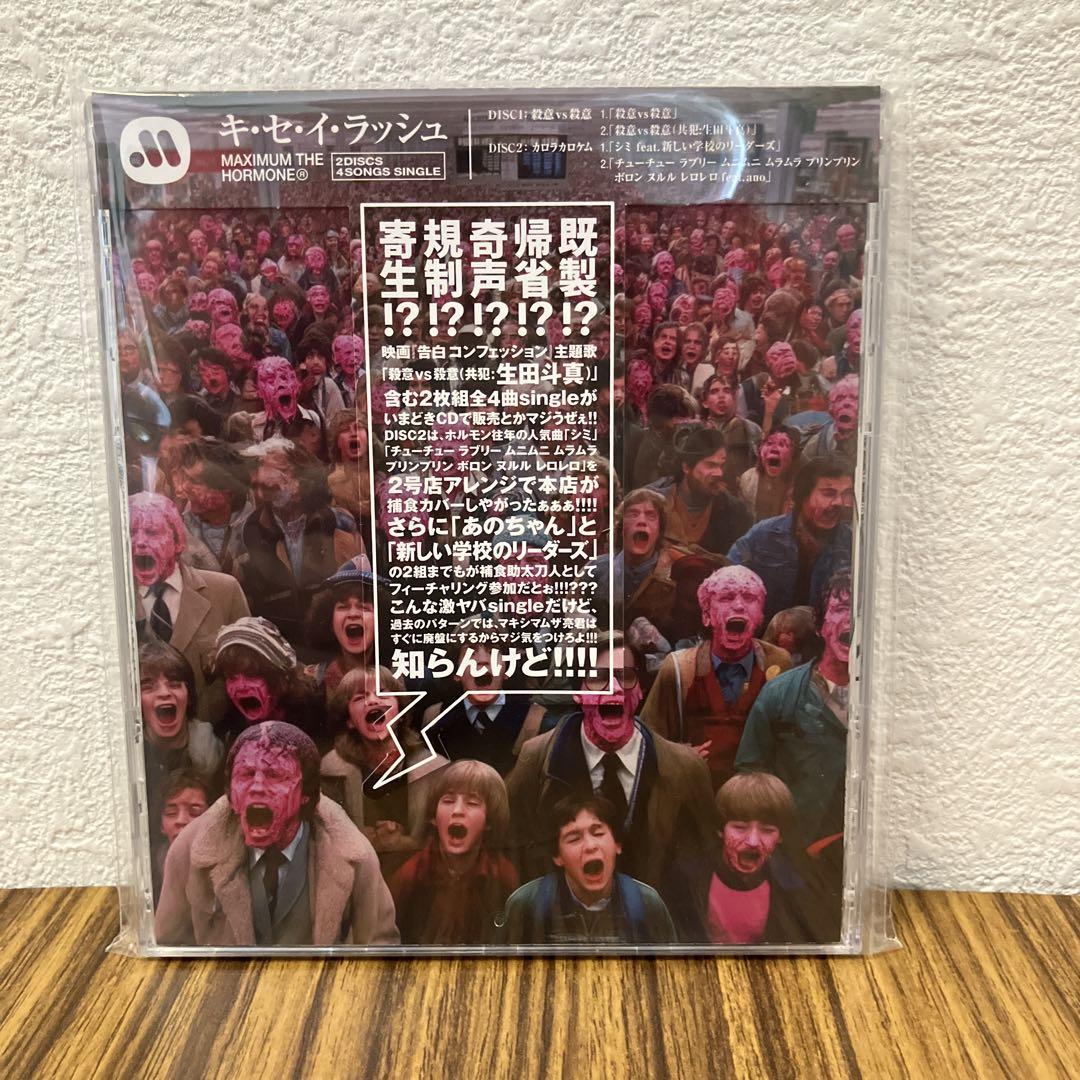 キ・セ・イ・ラッシュ
MAXIMUM THE
HORMONE®
2DISCS
4SONGS SINGLE
DISC1: 殺意vs殺意 1.「殺意vs殺意」
2.「殺意vs殺意(共犯:生田斗真)」
DISC2: カロラカロケム 1.「シミ feat.新しい学校のリーダーズ」
2.「チューチュー ラブリー ムニムニ ムラムラ プリンプリン
ボロン ヌルル レロレロ feat.ano」
既製!?
帰省!?
奇声!?
規制!?
寄生!?
映画『告白 コンフェッション』主題歌
「殺意vs殺意(共犯:生田斗真)」
含む2枚組全4曲singleが
いまどきCDで販売とかマジうぜぇ!!
DISC2は、ホルモン往年の人気曲「シミ」
「チューチュー ラブリー ムニムニ ムラムラ
プリンプリン ボロン ヌルル レロレロ」を
2号店アレンジで本店が
捕食カバーしやがったぁぁぁ!!!!
さらに「あのちゃん」と
「新しい学校のリーダーズ」
の2組までもが補食助太刀人として
フィーチャリング参加だとぉ!!!???
こんな激ヤバsingleだけど、
過去のパターンでは、マキシマムザ亮君は
すぐに廃盤にするからマジ気をつけろよ!!!
知らんけど!!!!